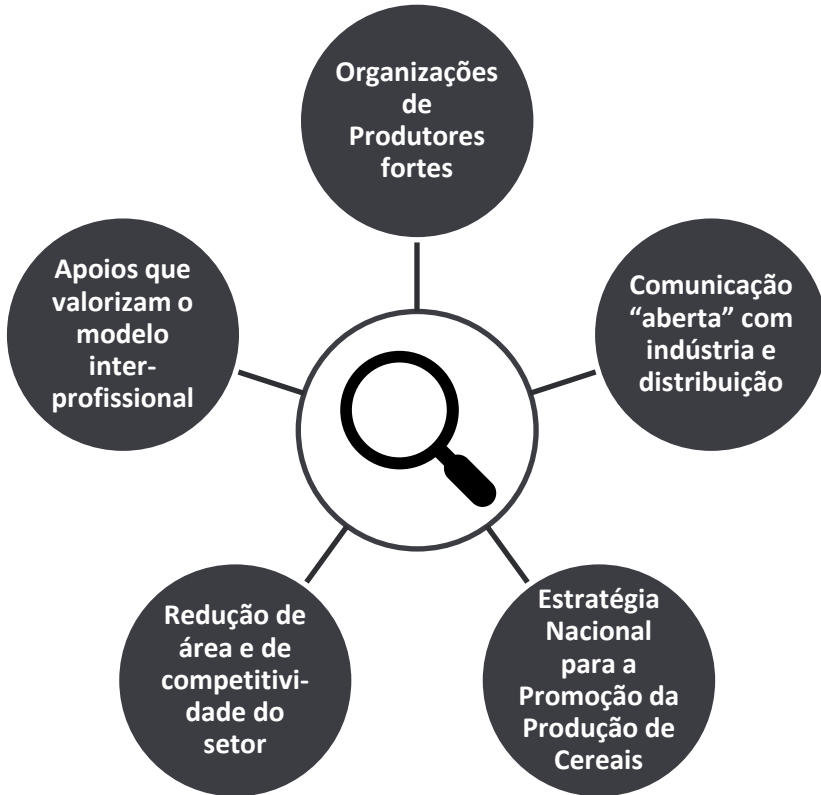 Organizações
de
Produtores
fortes
Apoios que
valorizam o
modelo
inter-
profissional
Comunicação
“aberta” com
indústria e
distribuição
Redução de
área e de
competitivi-
dade do
setor
Estratégia
Nacional
para a
Promoção da
Produção de
Cereais